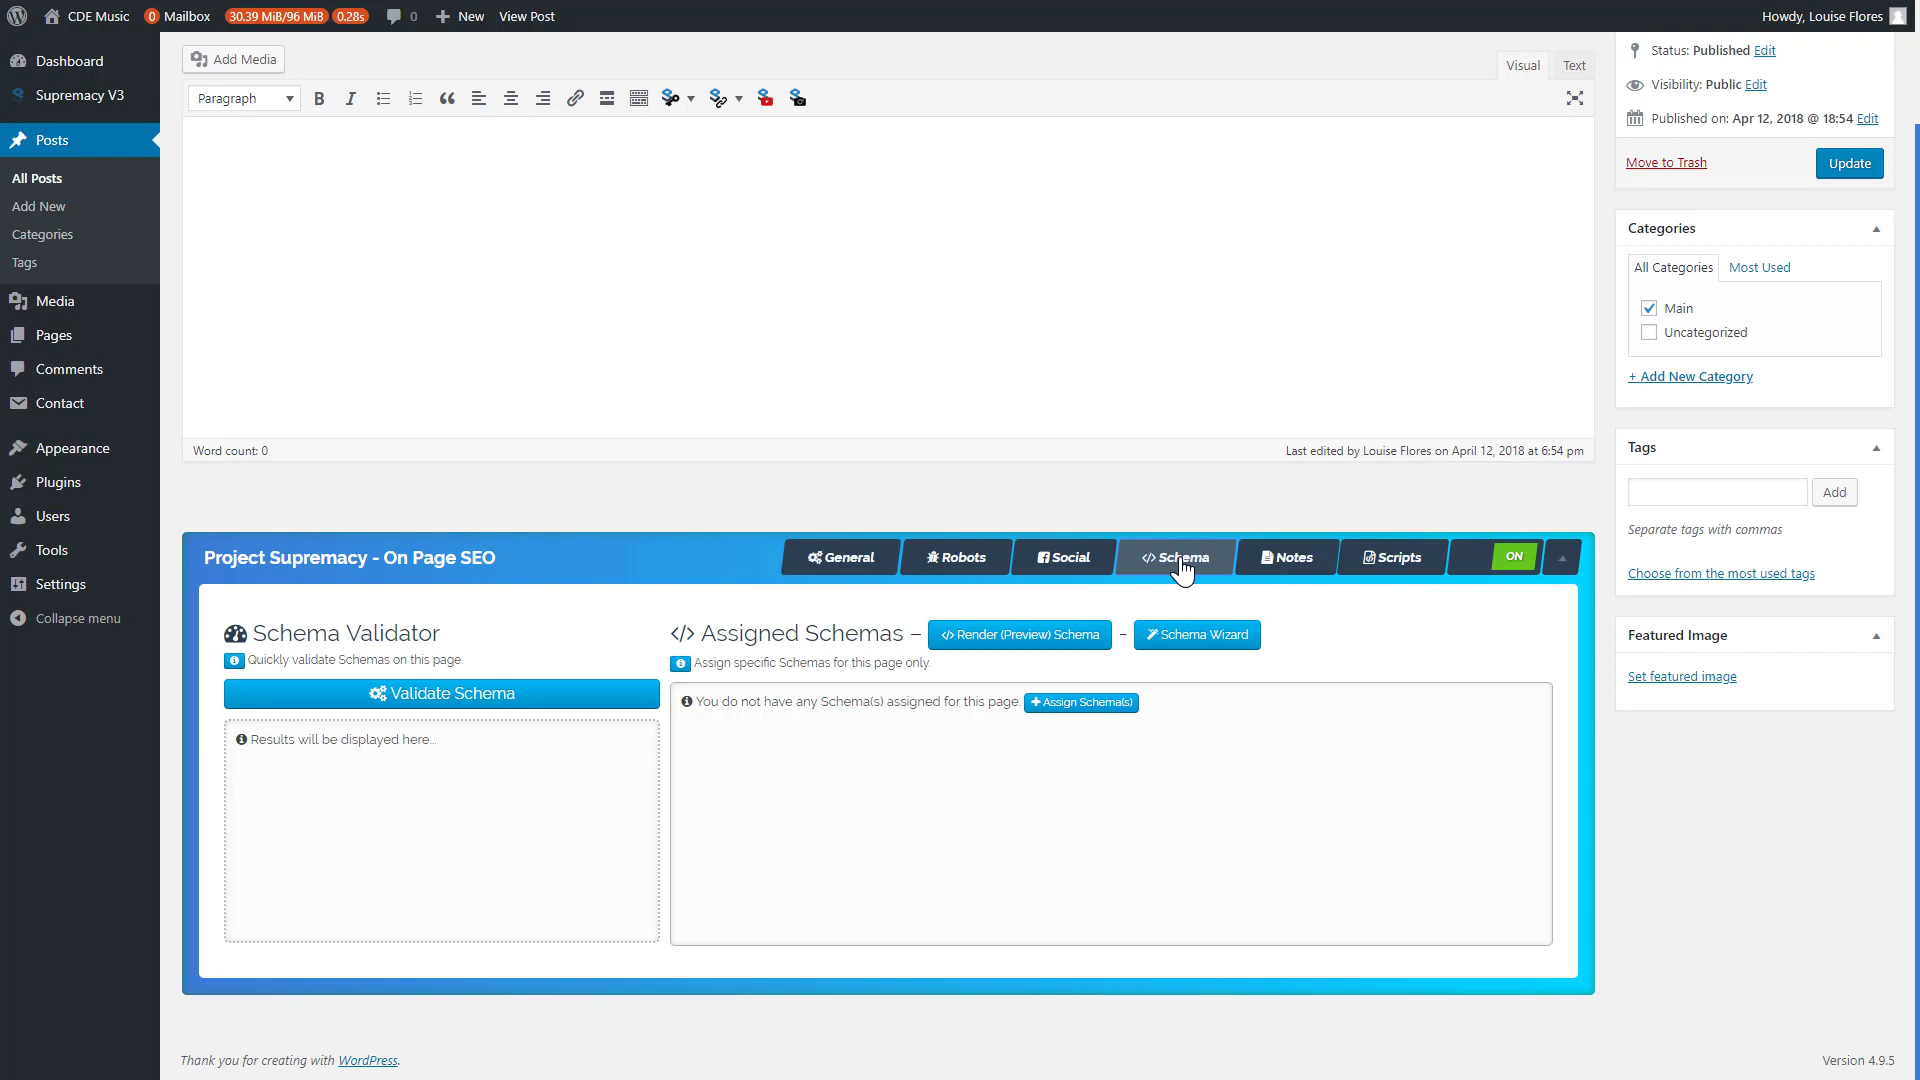 CDE Music 0 Mailbox 30.39 MiB/96 MiB 0.28s 0 New View Post Howdy, Louise Flores
Dashboard
Supremacy V3
Posts
All Posts
Add New
Categories
Tags
Media
Pages
Comments
Contact
Appearance
Plugins
Users
Tools
Settings
Collapse menu
Add Media
Visual Text
Paragraph
Word count: 0
Last edited by Louise Flores on April 12, 2018 at 6:54 pm
Project Supremacy - On Page SEO
General Robots Social Schema Notes Scripts ON
Schema Validator
Quickly validate Schemas on this page.
Validate Schema
Results will be displayed here...
Assigned Schemas – Render (Preview) Schema - Schema Wizard
Assign specific Schemas for this page only.
You do not have any Schema(s) assigned for this page. Assign Schema(s)
Status: Published Edit
Visibility: Public Edit
Published on: Apr 12, 2018 @ 18:54 Edit
Move to Trash Update
Categories
All Categories Most Used
Main
Uncategorized
+ Add New Category
Tags
Add
Separate tags with commas
Choose from the most used tags
Featured Image
Set featured image
Thank you for creating with WordPress.
Version 4.9.5